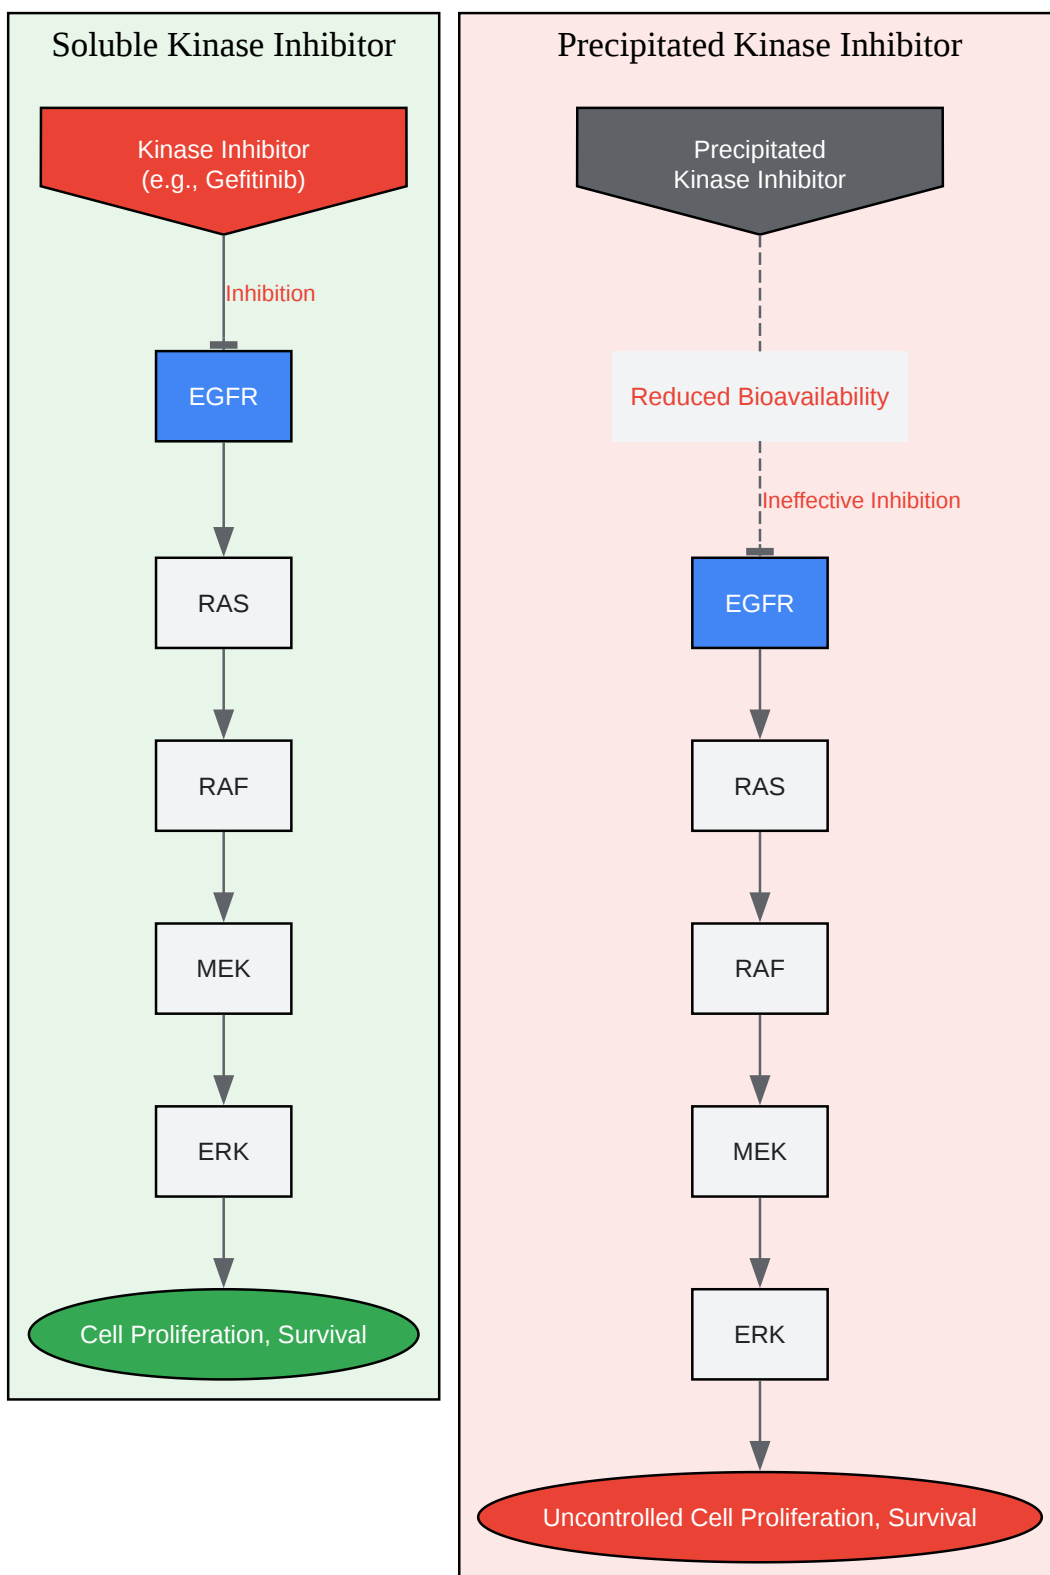 Soluble Kinase Inhibitor
Kinase Inhibitor
(e.g., Gefitinib)
Inhibition
EGFR
RAS
RAF
MEK
ERK
Cell Proliferation, Survival
Precipitated Kinase Inhibitor
Precipitated
Kinase Inhibitor
Reduced Bioavailability
Ineffective Inhibition
EGFR
RAS
RAF
MEK
ERK
Uncontrolled Cell Proliferation, Survival